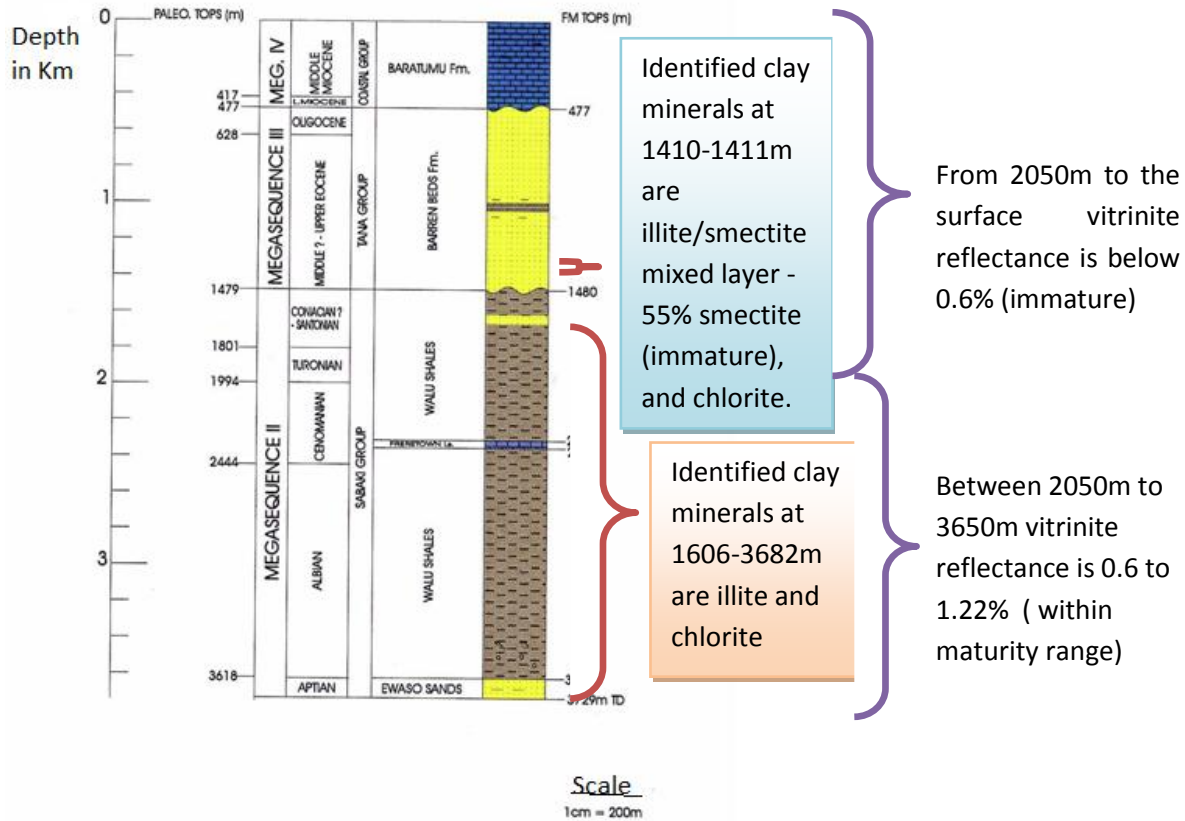 0
Depth
in Km
1
2
3
PALEO. TOPS (m)
FM TOPS (m)
417
477
628
1479
1801
1994
2444
3618
MEG. IV
MEGASEQUENCE III
MEGASEQUENCE II
MIDDLE MIOCENE
L.MIOCENE
OLIGOCENE
MIDDLE ? - UPPER EOCENE
CONIACIAN ?
- SANTONIAN
TURONIAN
CENOMANIAN
ALBIAN
APTIAN
COASTAL GROUP
TANA GROUP
SABAKI GROUP
BARATUMU Fm.
BARREN BEDS Fm.
WALU SHALES
WALU SHALES
EWASO SANDS
477
1480
TD
Identified clay
minerals at
1410-1411m
are
illite/smectite
mixed layer -
55% smectite
(immature),
and chlorite.
Identified clay
minerals at
1606-3682m
are illite and
chlorite
From 2050m to the
surface vitrinite
reflectance is below
0.6% (immature)
Between 2050m to
3650m vitrinite
reflectance is 0.6 to
1.22% ( within
maturity range)
Scale
1cm = 200m